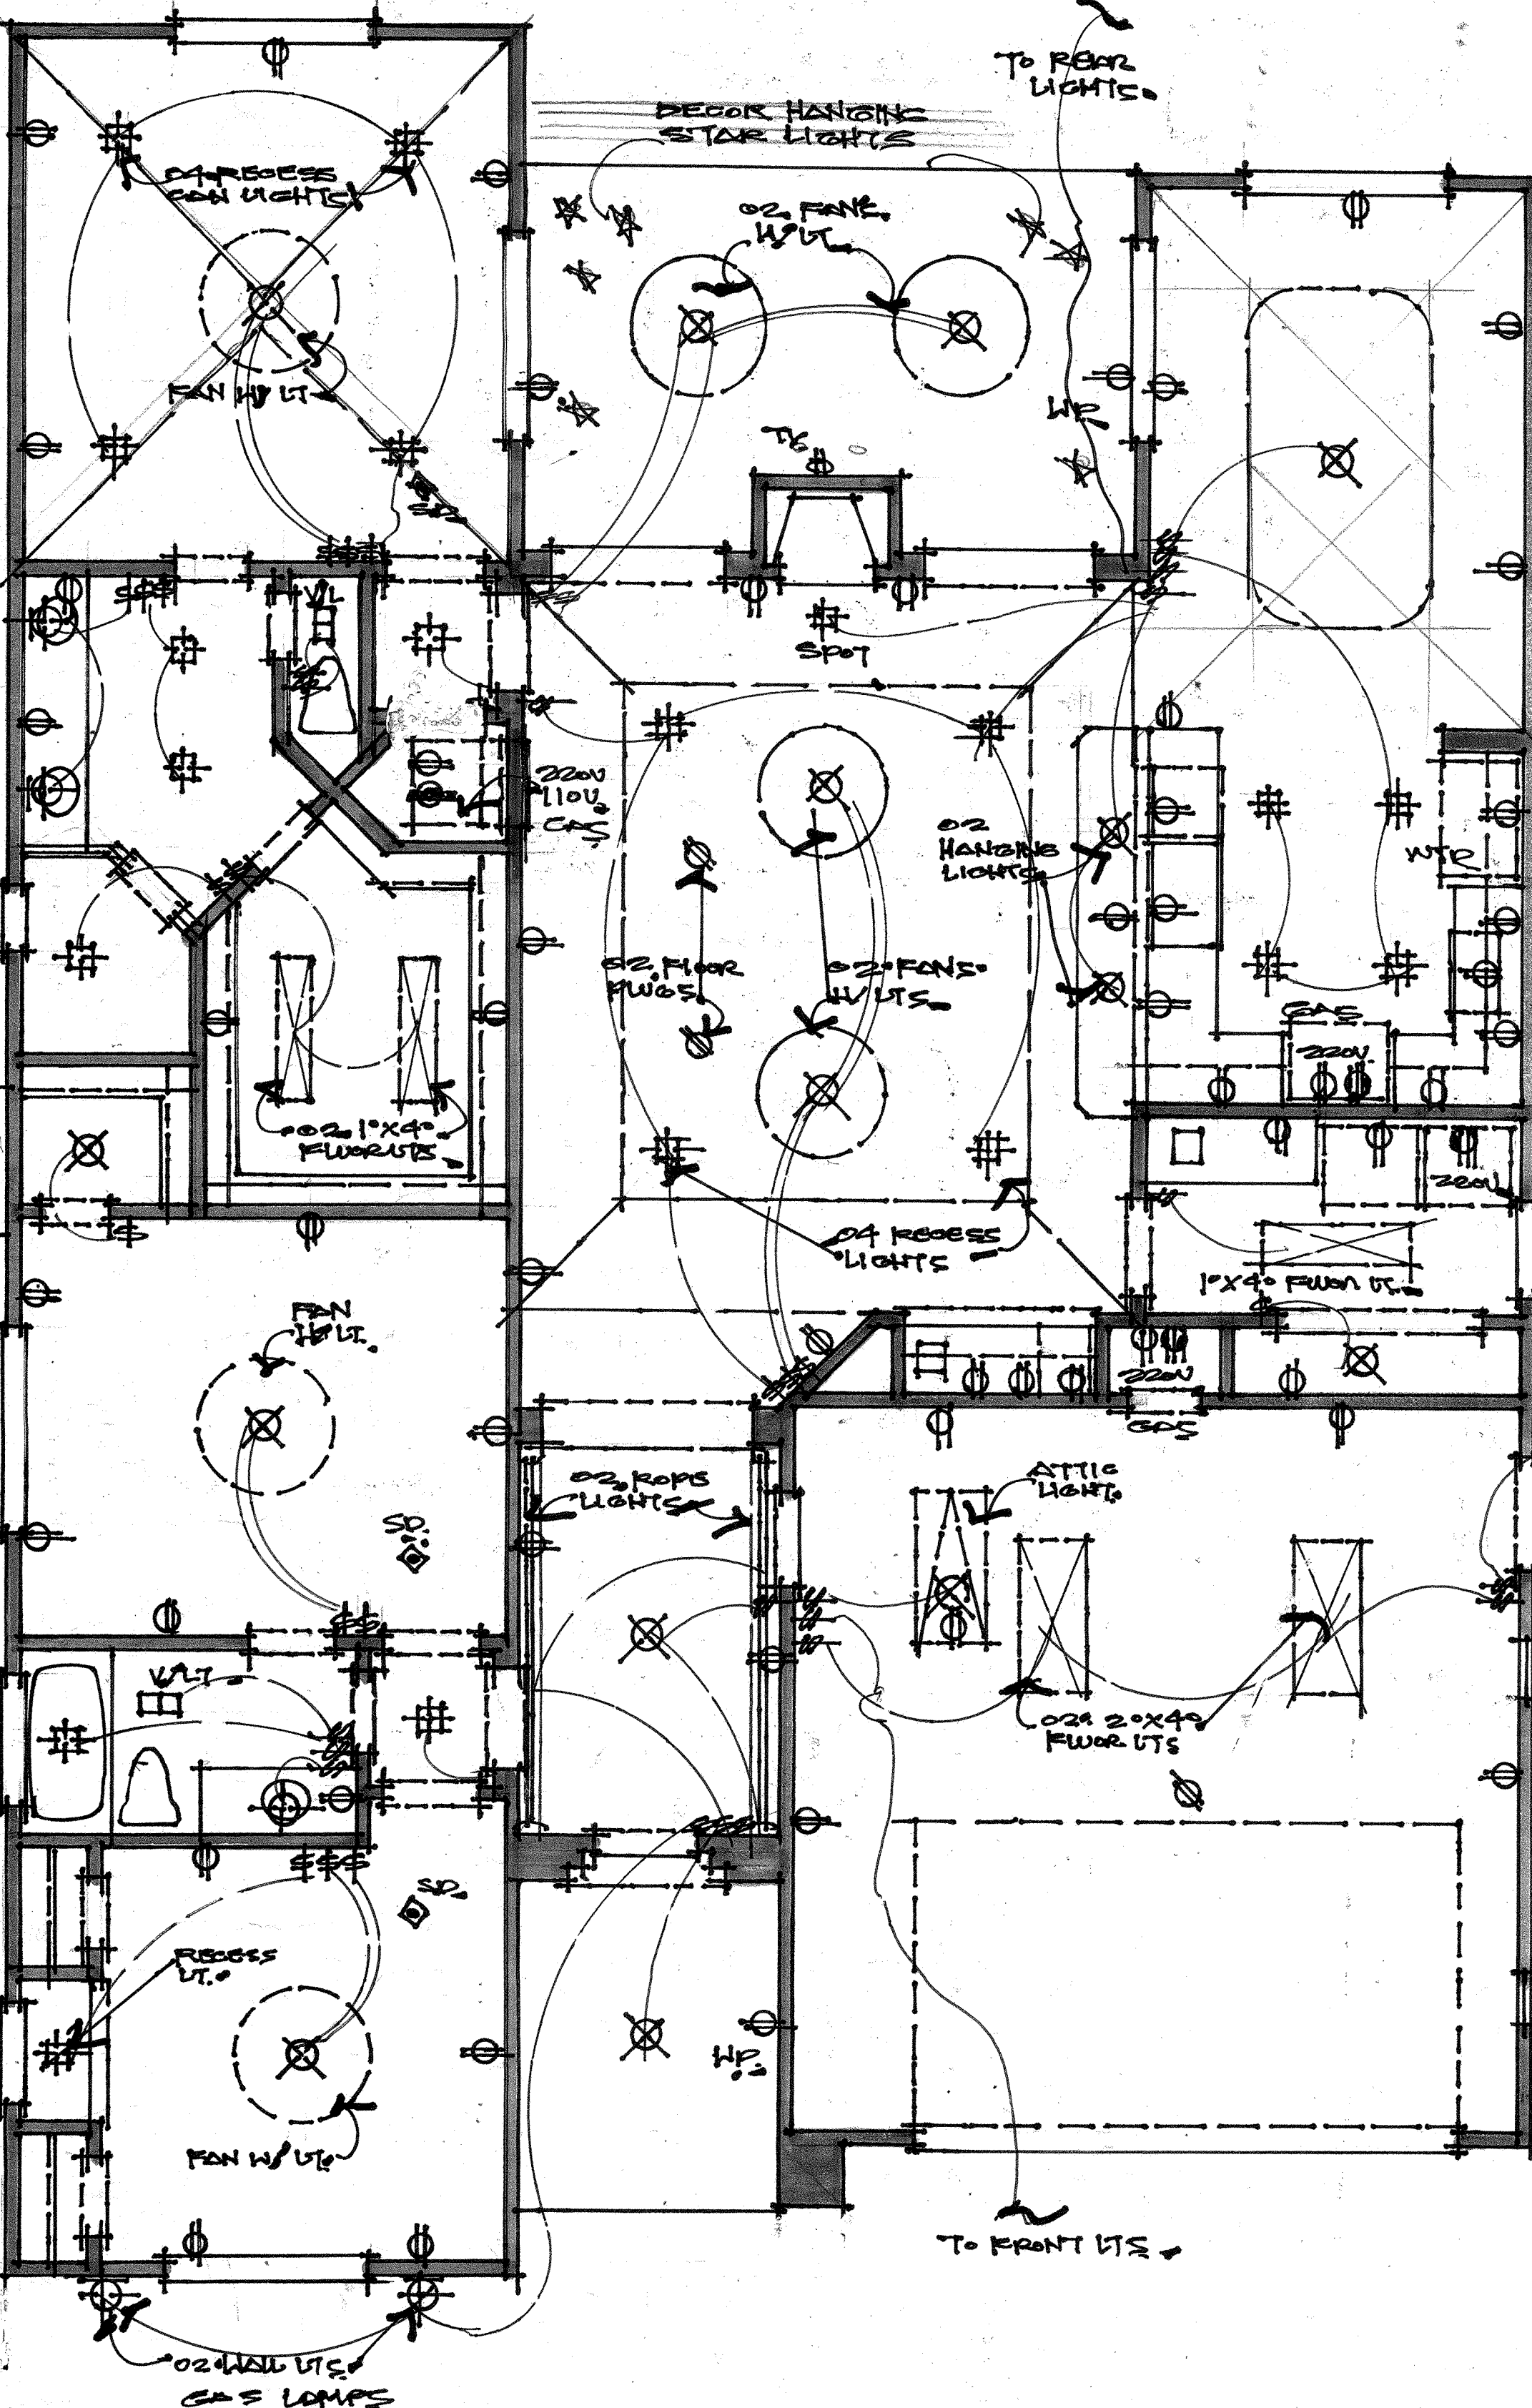 TO REAR
LIGHTS.
DECOR HANGING
STAR LIGHTS
04 RECESS
CAN LIGHTS
02 FANS.
W/ LT.
FAN W/ LT.
WP.
TV.
SD.
V/L
SPOT
220V
110V
GAS
02
HANGING
LIGHTS
WTR
02 FLOOR
PLUGS.
02 FANS
W/ LTS.
GAS
220V.
02 1°X4°
FLUOR LTS
220V.
04 RECESS
LIGHTS
1°X4° FLUOR LT.
FAN
W/ LT.
220V
GAS
02 ROPE
LIGHTS
ATTIC
LIGHT.
SD.
V/LT
02 2°X4°
FLUOR LTS
SD.
RECESS
LT.
WP.
FAN W/ LT.
TO FRONT LTS.
02 WALL LTS.
GAS LAMPS